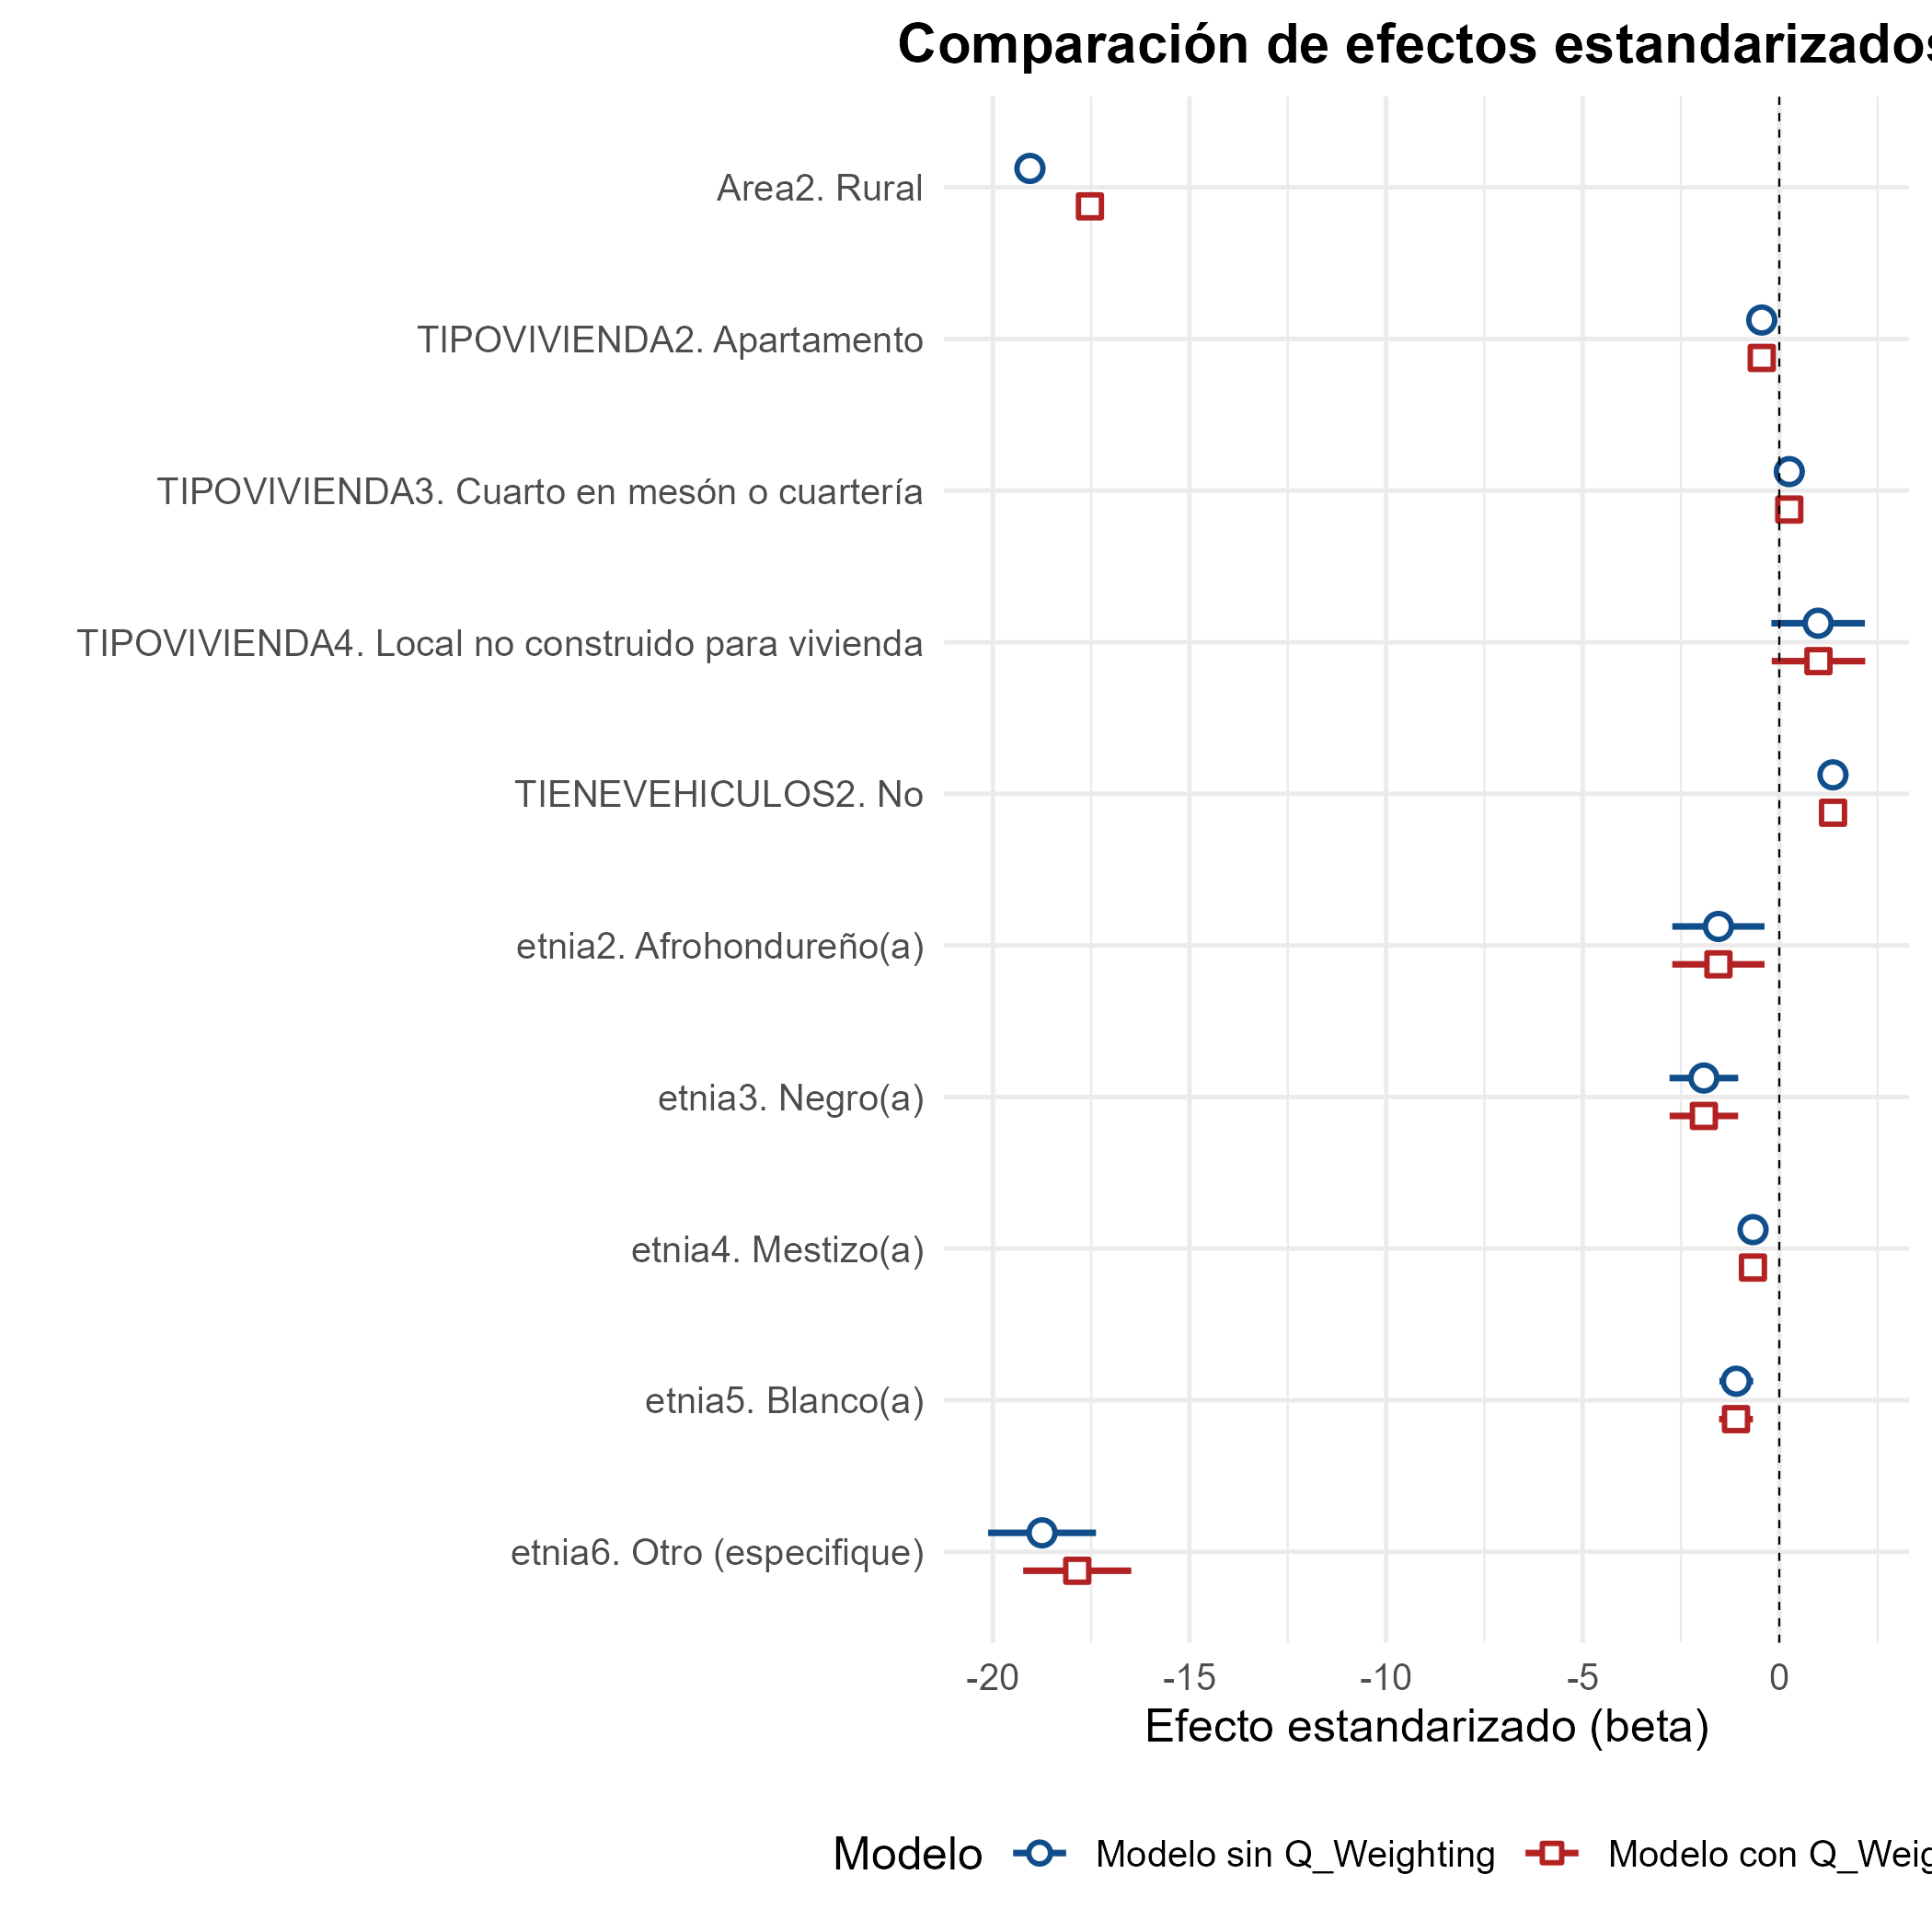 Comparación de efectos estandarizados
Area2. Rural
TIPOVIVIENDA2. Apartamento
TIPOVIVIENDA3. Cuarto en mesón o cuartería
TIPOVIVIENDA4. Local no construido para vivienda
TIENEVEHICULOS2. No
etnia2. Afrohondureño(a)
etnia3. Negro(a)
etnia4. Mestizo(a)
etnia5. Blanco(a)
etnia6. Otro (especifique)
-20 -15 -10 -5 0
Efecto estandarizado (beta)
Modelo Modelo sin Q_Weighting Modelo con Q_Weig